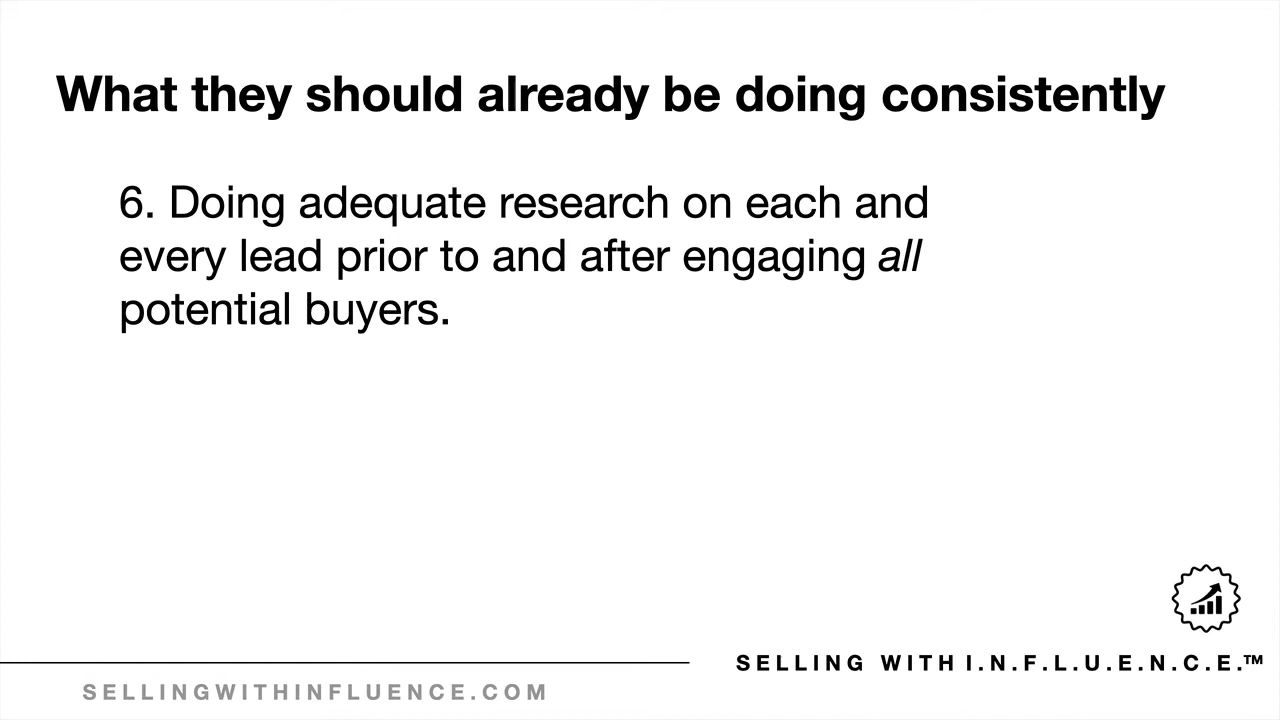 What they should already be doing consistently
6. Doing adequate research on each and
every lead prior to and after engaging all
potential buyers.
SELLING WITH I.N.F.L.U.E.N.C.E.™
SELLINGWITHINFLUENCE.COM